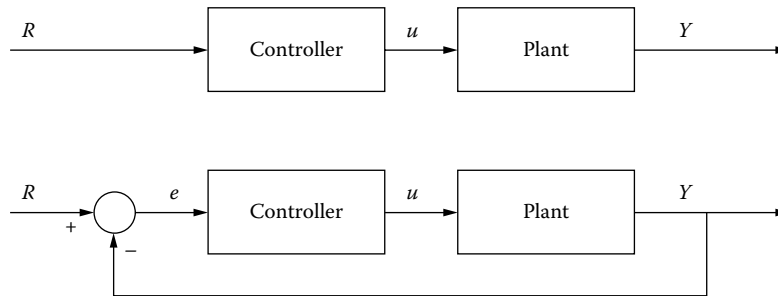 R Controller u Plant Y
R + − e Controller u Plant Y